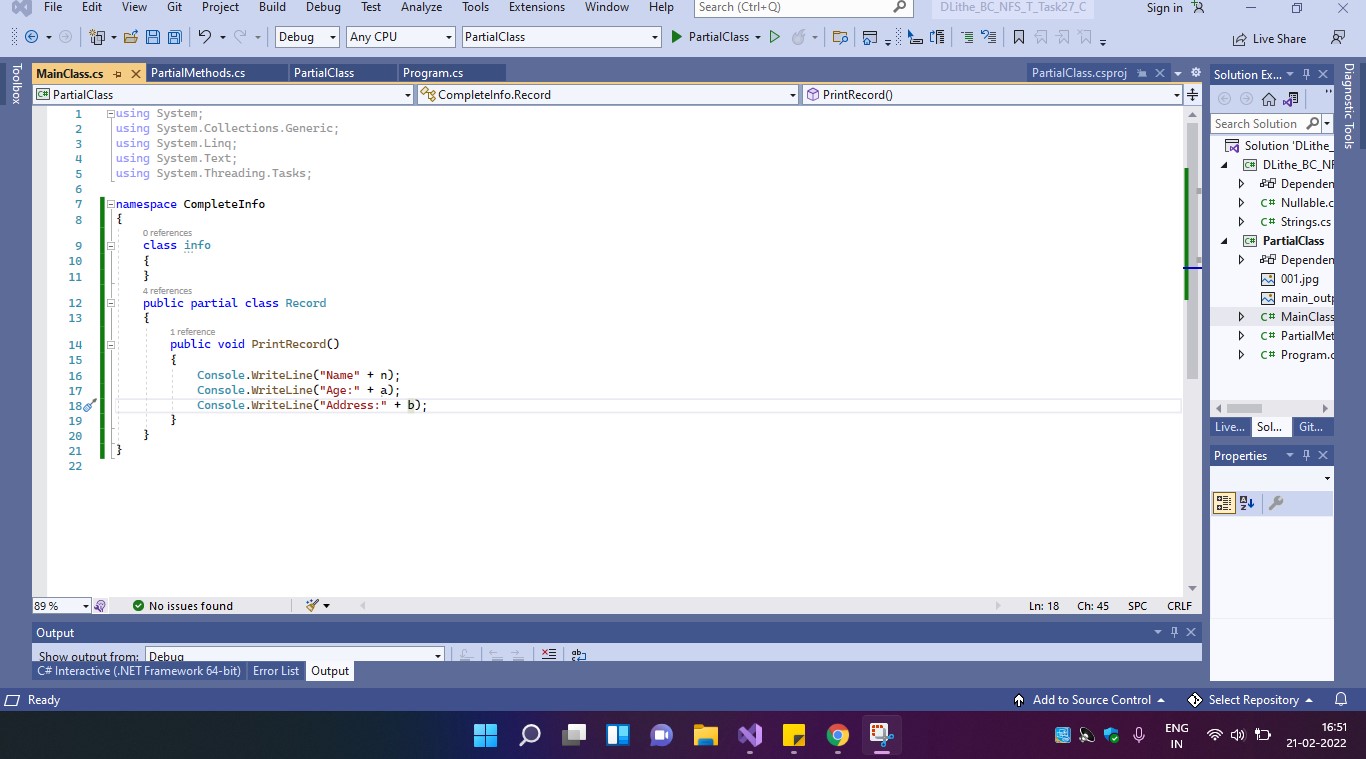 File Edit View Git Project Build Debug Test Analyze Tools Extensions Window Help Search (Ctrl+Q) DLithe_BC_NFS_T_Task27_C Sign in
Debug Any CPU PartialClass PartialClass Live Share
Toolbox
MainClass.cs PartialMethods.cs PartialClass Program.cs PartialClass.csproj
PartialClass CompleteInfo.Record PrintRecord()
1 using System;
2 using System.Collections.Generic;
3 using System.Linq;
4 using System.Text;
5 using System.Threading.Tasks;
6
7 namespace CompleteInfo
8 {
0 references
9 class info
10 {
11 }
4 references
12 public partial class Record
13 {
1 reference
14 public void PrintRecord()
15 {
16 Console.WriteLine("Name" + n);
17 Console.WriteLine("Age:" + a);
18 Console.WriteLine("Address:" + b);
19 }
20 }
21 }
22
89 % No issues found Ln: 18 Ch: 45 SPC CRLF
Output
Show output from: Debug
C# Interactive (.NET Framework 64-bit) Error List Output
Solution Ex...
Search Solution
Solution 'DLithe_
C# DLithe_BC_NF
Dependen
C# Nullable.c
C# Strings.cs
C# PartialClass
Dependen
001.jpg
main_outp
C# MainClass
C# PartialMet
C# Program.c
Live... Sol... Git...
Properties
Diagnostic Tools
Ready Add to Source Control Select Repository
ENG
IN
16:51
21-02-2022